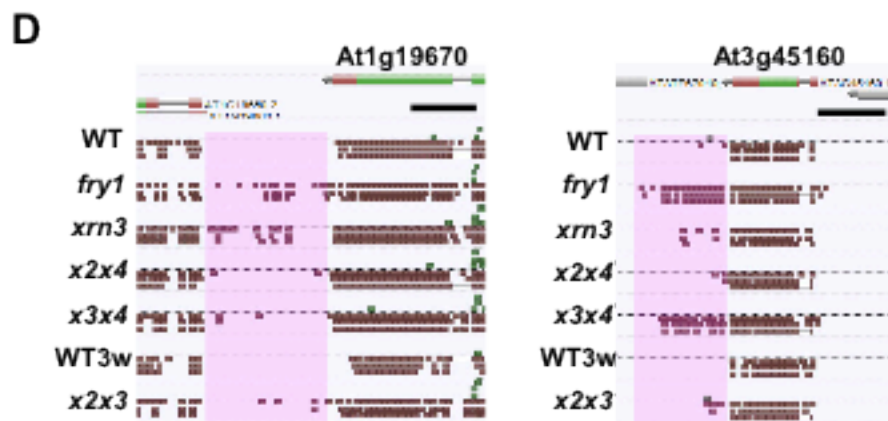 D
At1g19670
At3g45160
WT
fry1
xrn3
x2x4
x3x4
WT3w
x2x3
WT
fry1
xrn3
x2x4
x3x4
WT3w
x2x3